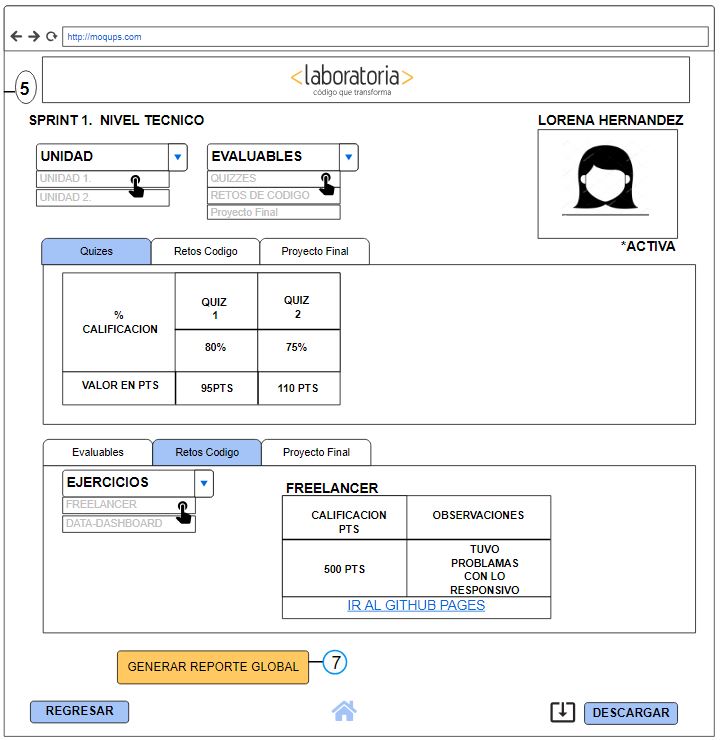 http://moqups.com
<laboratoria>
código que transforma
5
SPRINT 1. NIVEL TECNICO
LORENA HERNANDEZ
UNIDAD
UNIDAD 1.
UNIDAD 2.
EVALUABLES
QUIZZES
RETOS DE CODIGO
Proyecto Final
*ACTIVA
Quizes
Retos Codigo
Proyecto Final
%
CALIFICACION
QUIZ
1
QUIZ
2
80%
75%
VALOR EN PTS
95PTS
110 PTS
Evaluables
Retos Codigo
Proyecto Final
EJERCICIOS
FREELANCER
DATA-DASHBOARD
FREELANCER
CALIFICACION
PTS
OBSERVACIONES
500 PTS
TUVO
PROBLAMAS
CON LO
RESPONSIVO
IR AL GITHUB PAGES
GENERAR REPORTE GLOBAL
7
REGRESAR
DESCARGAR